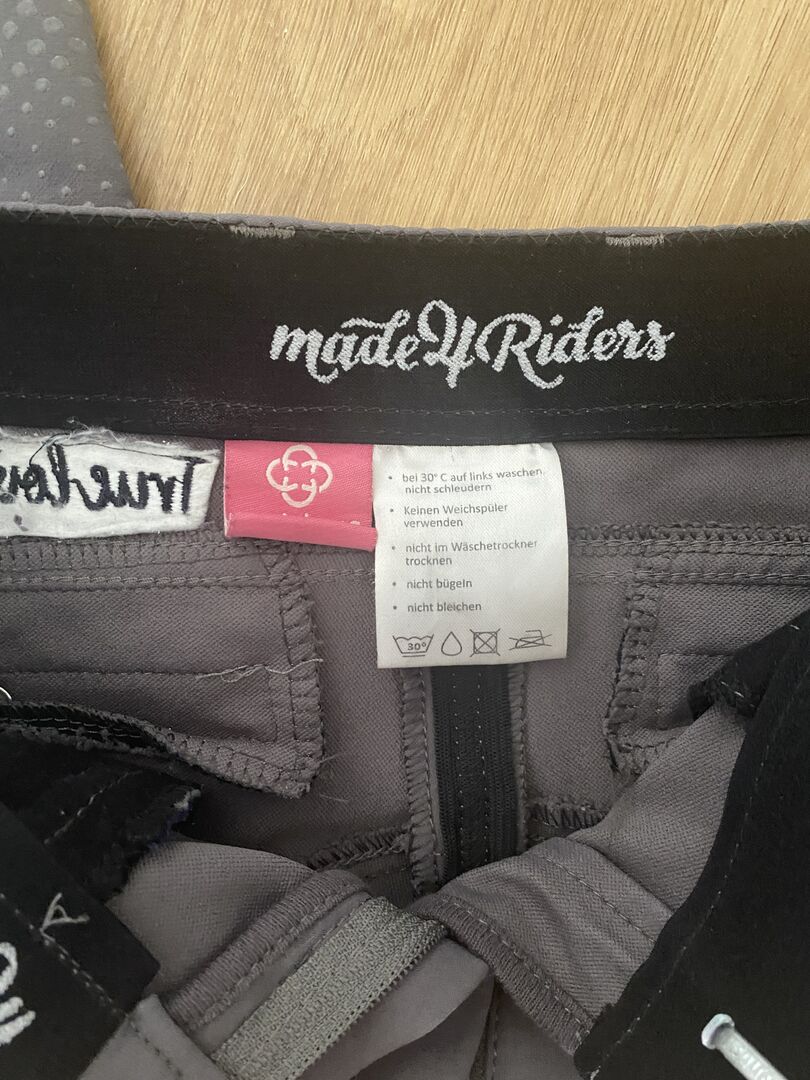 made4Riders
• bei 30° C auf links waschen,
nicht schleudern
• Keinen Weichspüler
verwenden
• nicht im Wäschetrockner
trocknen
• nicht bügeln
• nicht bleichen
30°